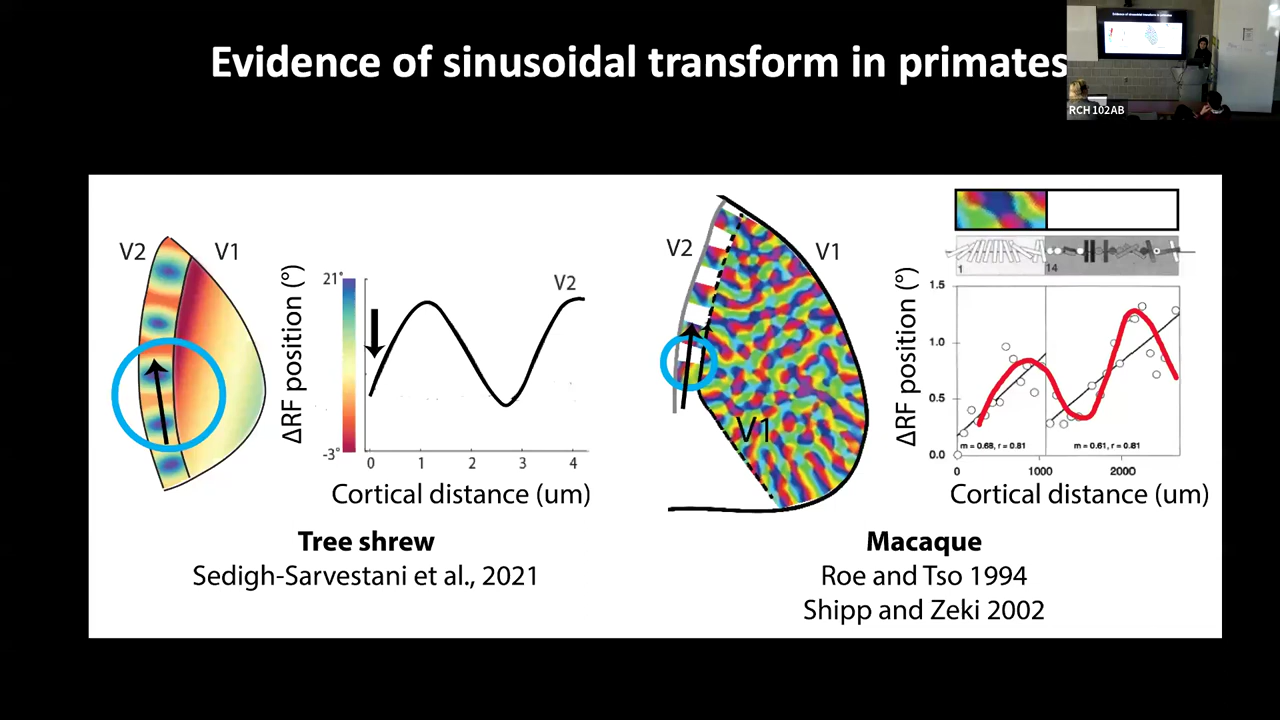 Evidence of sinusoidal transform in primates
RCH 102AB
V2
V1
ΔRF position (°)
21°
-3°
V2
0
1
2
3
4
Cortical distance (um)
Tree shrew
Sedigh-Sarvestani et al., 2021
V2
V1
V1
1
14
ΔRF position (°)
1.5
1.0
0.5
0.0
m = 0.68, r = 0.81
m = 0.61, r = 0.81
0
1000
2000
Cortical distance (um)
Macaque
Roe and Tso 1994
Shipp and Zeki 2002